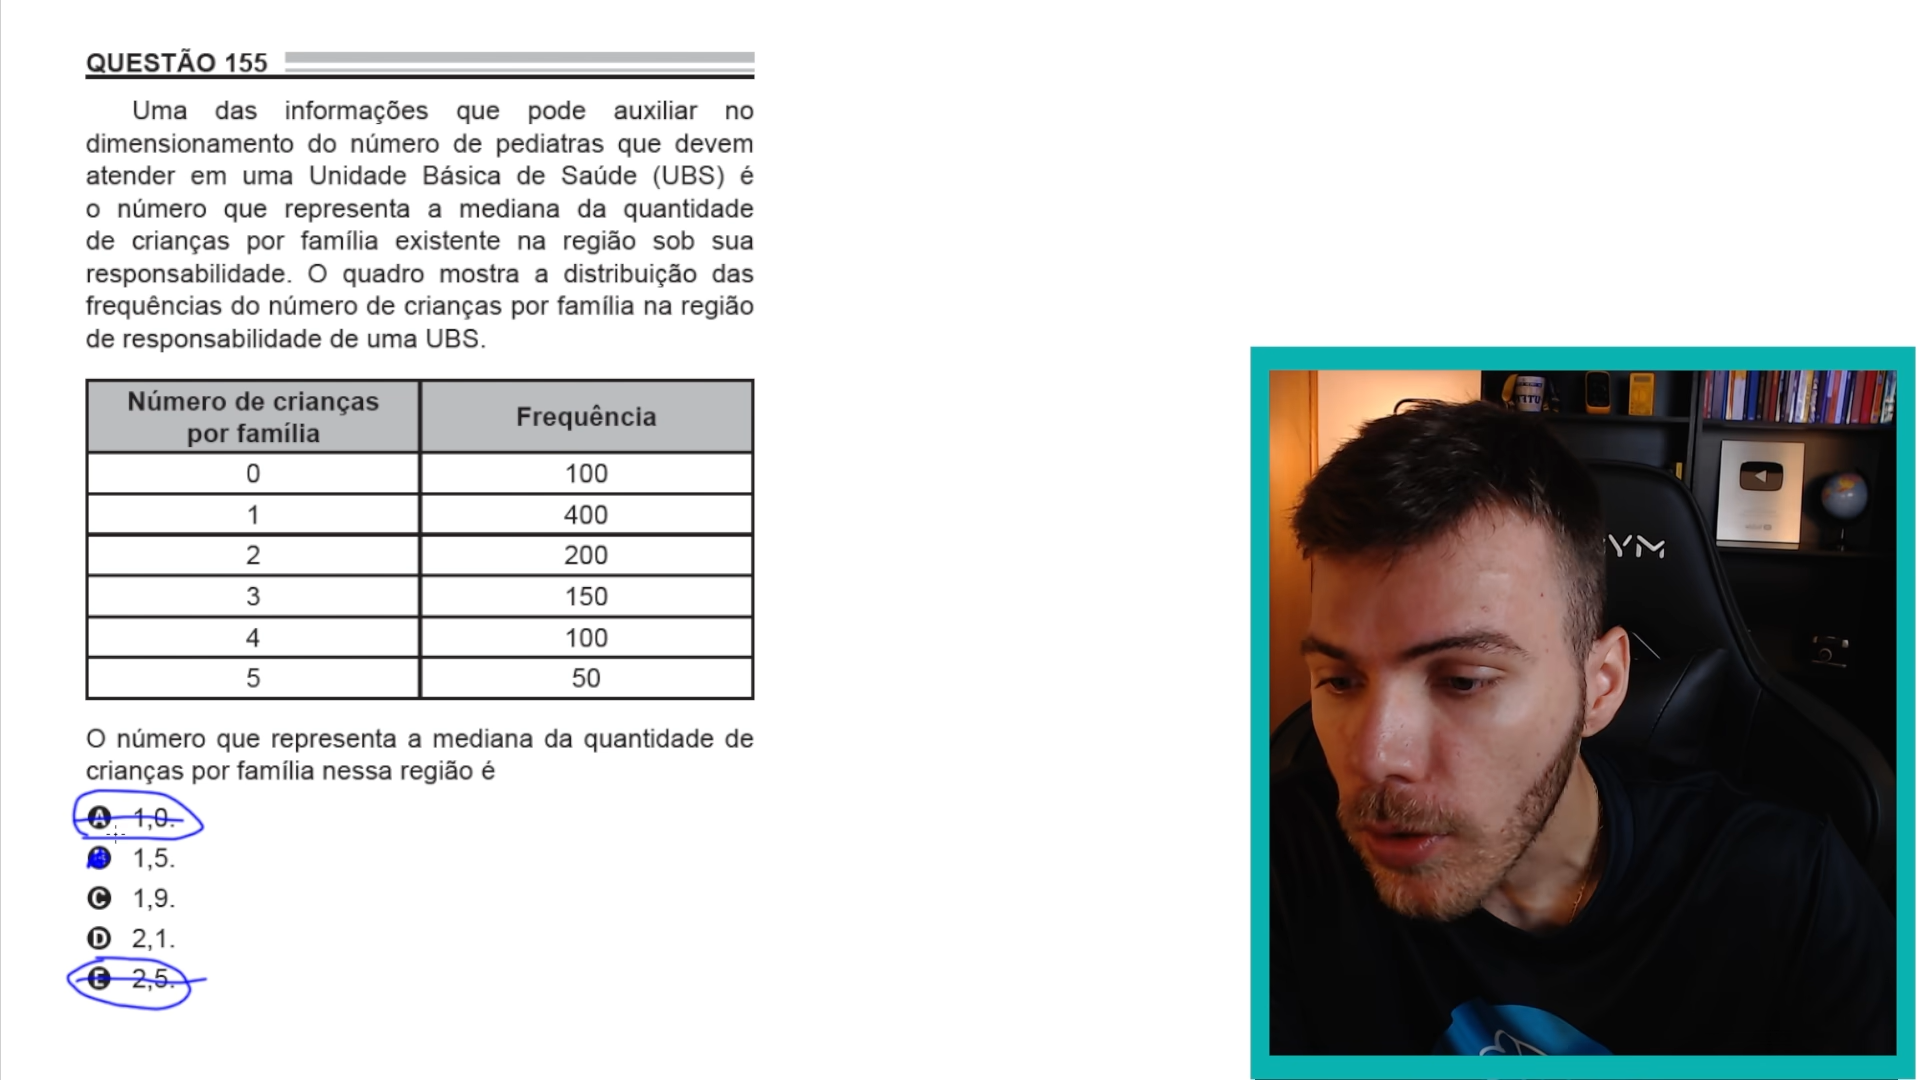 QUESTÃO 155
Uma das informações que pode auxiliar no
dimensionamento do número de pediatras que devem
atender em uma Unidade Básica de Saúde (UBS) é
o número que representa a mediana da quantidade
de crianças por família existente na região sob sua
responsabilidade. O quadro mostra a distribuição das
frequências do número de crianças por família na região
de responsabilidade de uma UBS.
Número de crianças
por família
Frequência
0 100
1 400
2 200
3 150
4 100
5 50
O número que representa a mediana da quantidade de
crianças por família nessa região é
A 1,0.
1,5.
C 1,9.
D 2,1.
E 2,5.
YM